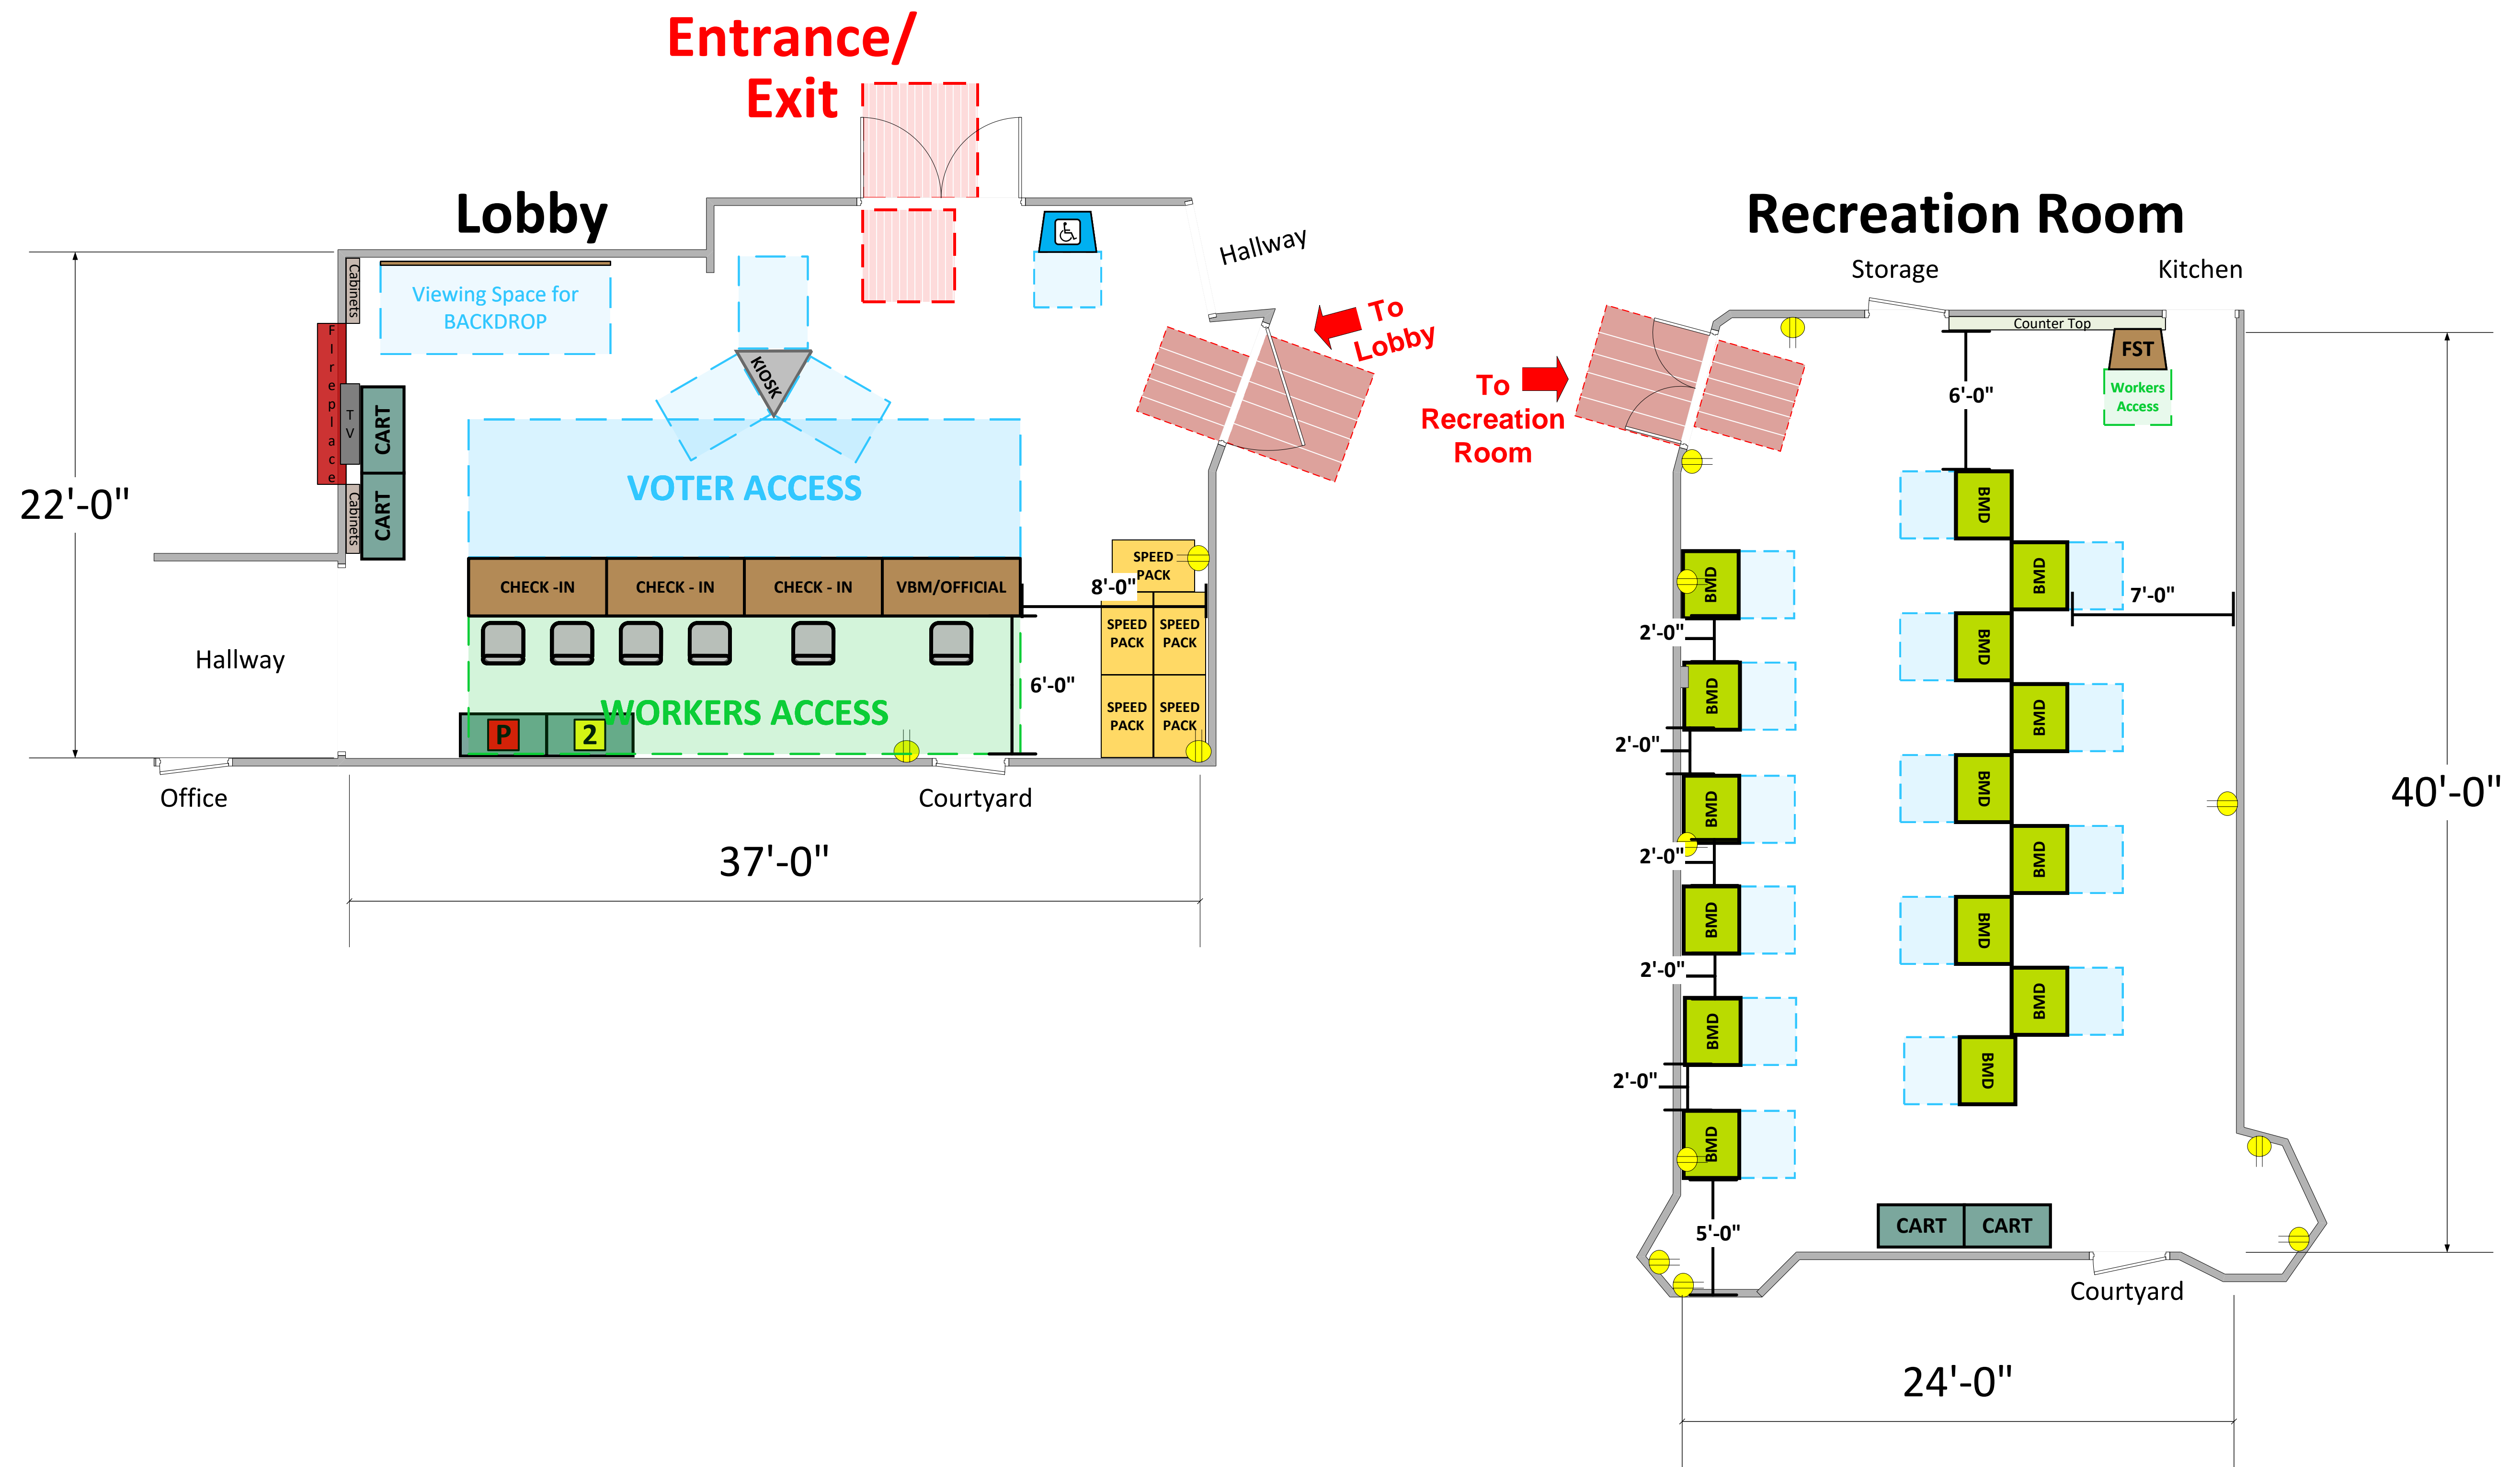 Entrance/
Exit
Lobby
Recreation Room
Hallway
Storage
Kitchen
Cabinets
Viewing Space for
BACKDROP
Fireplace
TV
CART
CART
Cabinets
KIOSK
To
Lobby
To
Recreation
Room
Counter Top
FST
Workers
Access
6'-0"
22'-0"
VOTER ACCESS
CHECK -IN
CHECK - IN
CHECK - IN
VBM/OFFICIAL
8'-0"
SPEED
PACK
SPEED
PACK
SPEED
PACK
SPEED
PACK
SPEED
PACK
6'-0"
WORKERS ACCESS
P
2
Hallway
Office
Courtyard
37'-0"
BMD
BMD
BMD
BMD
BMD
BMD
2'-0"
2'-0"
2'-0"
2'-0"
2'-0"
5'-0"
BMD
BMD
BMD
BMD
BMD
BMD
BMD
BMD
BMD
7'-0"
40'-0"
CART
CART
Courtyard
24'-0"